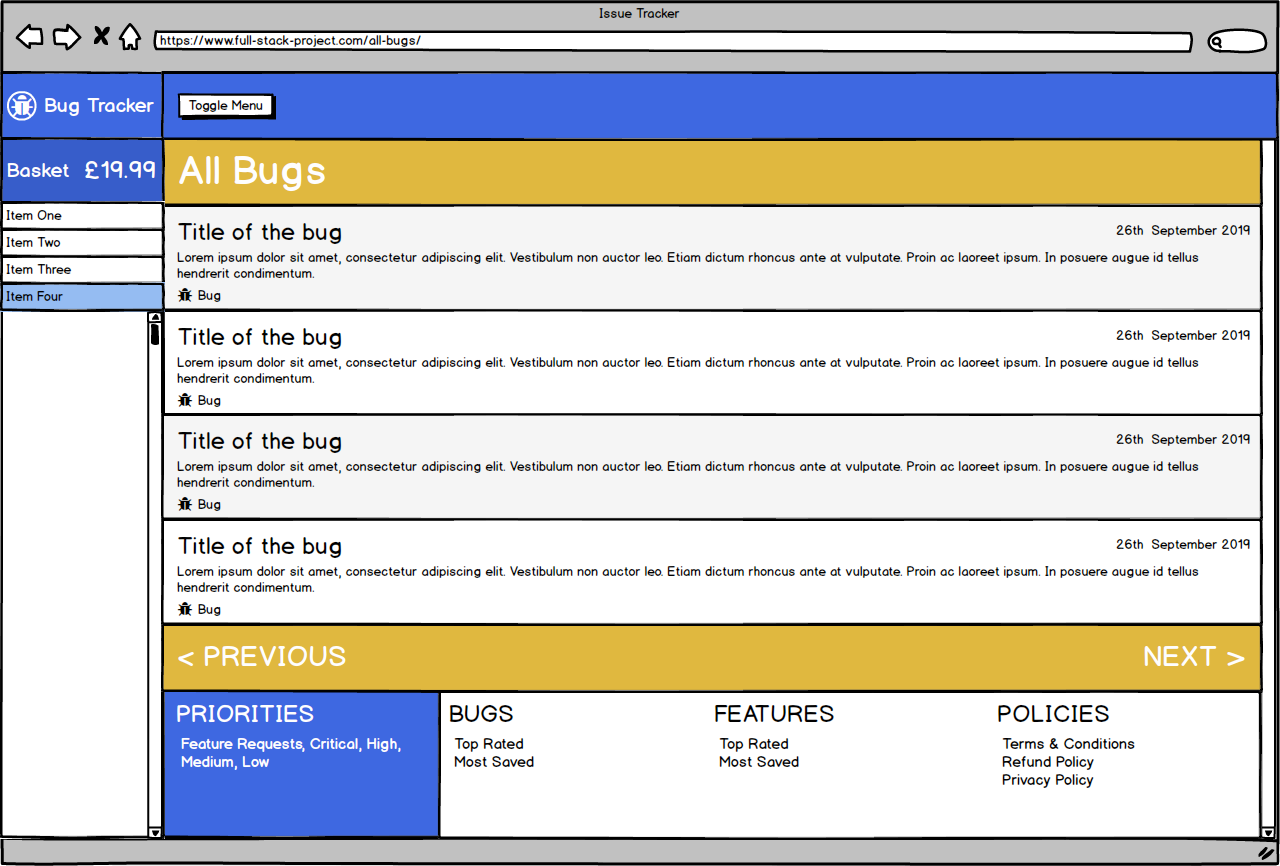 Issue Tracker
https://www.full-stack-project.com/all-bugs/
Bug Tracker
Toggle Menu
Basket £19.99
All Bugs
Item One
Item Two
Item Three
Item Four
Title of the bug
26th September 2019
Lorem ipsum dolor sit amet, consectetur adipiscing elit. Vestibulum non auctor leo. Etiam dictum rhoncus ante at vulputate. Proin ac laoreet ipsum. In posuere augue id tellus
hendrerit condimentum.
Bug
Title of the bug
26th September 2019
Lorem ipsum dolor sit amet, consectetur adipiscing elit. Vestibulum non auctor leo. Etiam dictum rhoncus ante at vulputate. Proin ac laoreet ipsum. In posuere augue id tellus
hendrerit condimentum.
Bug
Title of the bug
26th September 2019
Lorem ipsum dolor sit amet, consectetur adipiscing elit. Vestibulum non auctor leo. Etiam dictum rhoncus ante at vulputate. Proin ac laoreet ipsum. In posuere augue id tellus
hendrerit condimentum.
Bug
Title of the bug
26th September 2019
Lorem ipsum dolor sit amet, consectetur adipiscing elit. Vestibulum non auctor leo. Etiam dictum rhoncus ante at vulputate. Proin ac laoreet ipsum. In posuere augue id tellus
hendrerit condimentum.
Bug
< PREVIOUS
NEXT >
PRIORITIES
Feature Requests, Critical, High,
Medium, Low
BUGS
Top Rated
Most Saved
FEATURES
Top Rated
Most Saved
POLICIES
Terms & Conditions
Refund Policy
Privacy Policy